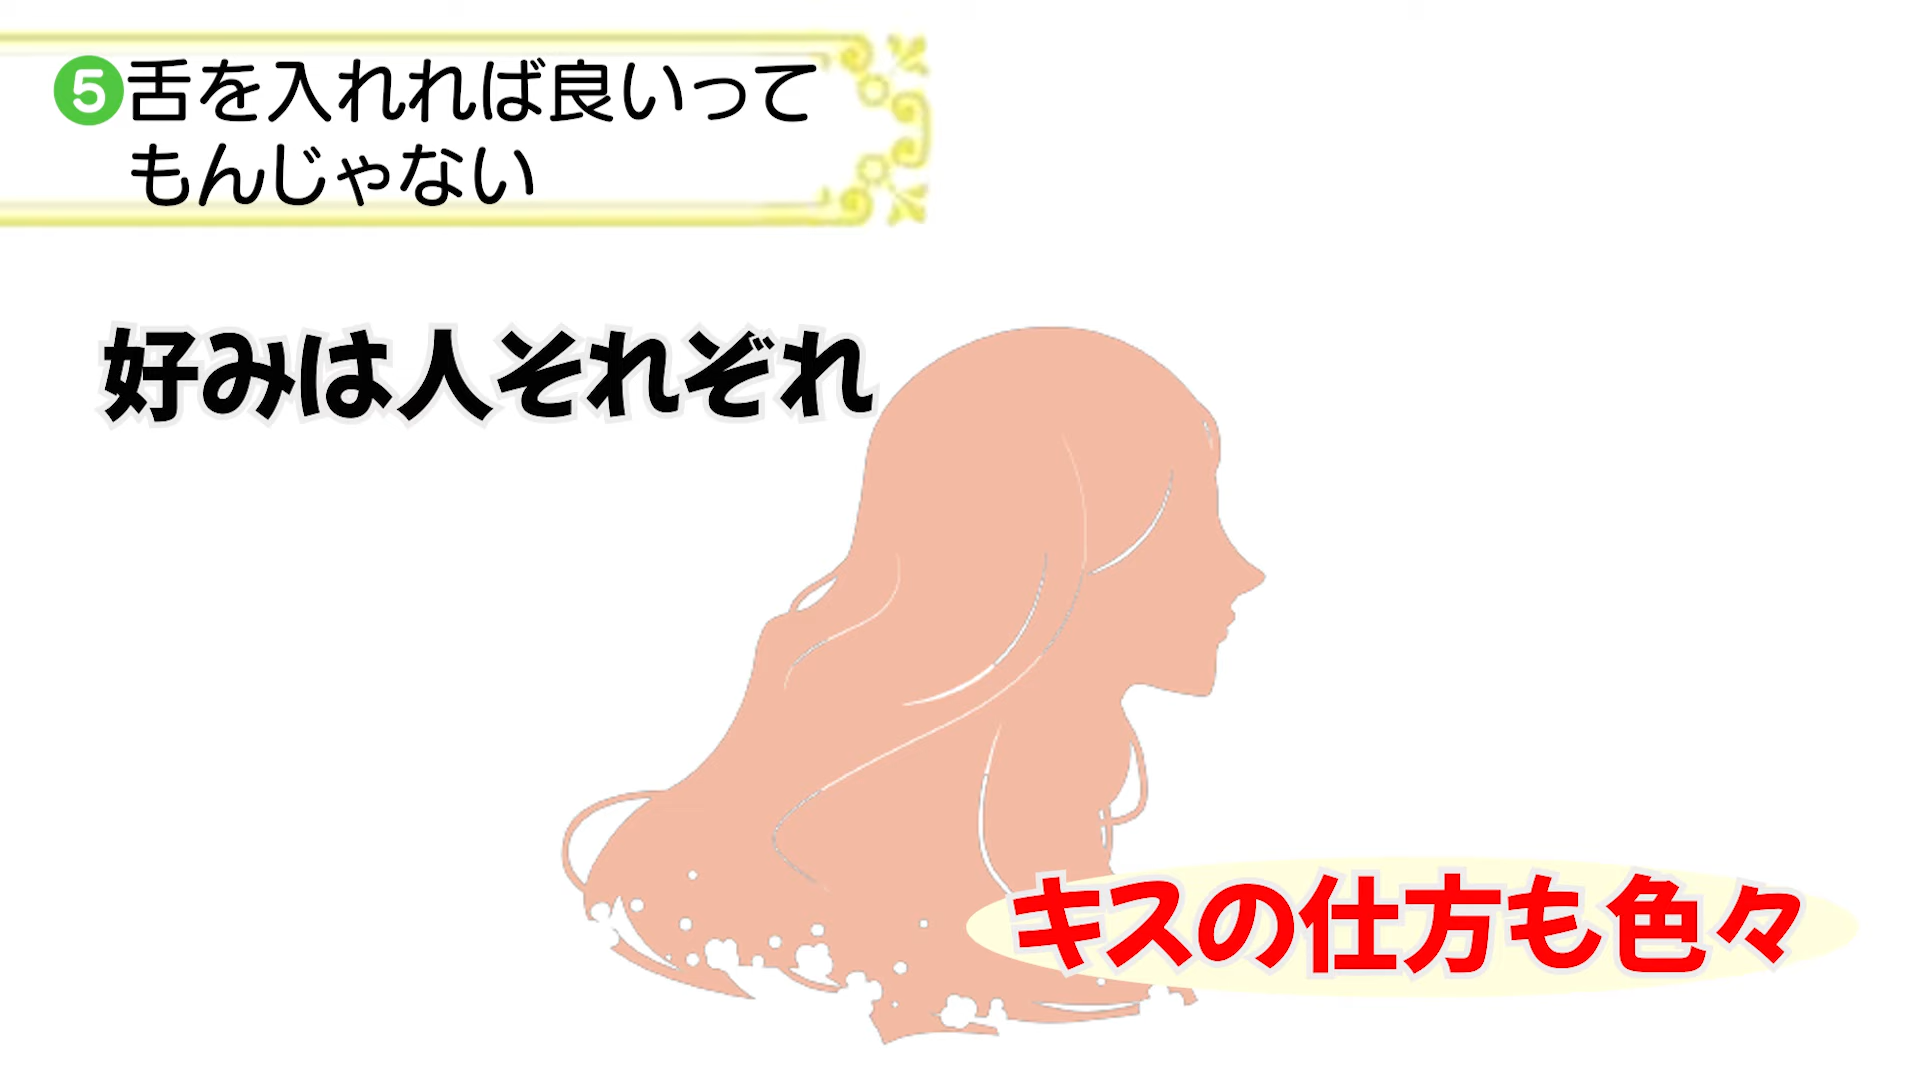 ❺舌を入れれば良いって
もんじゃない
好みは人それぞれ
キスの仕方も色々